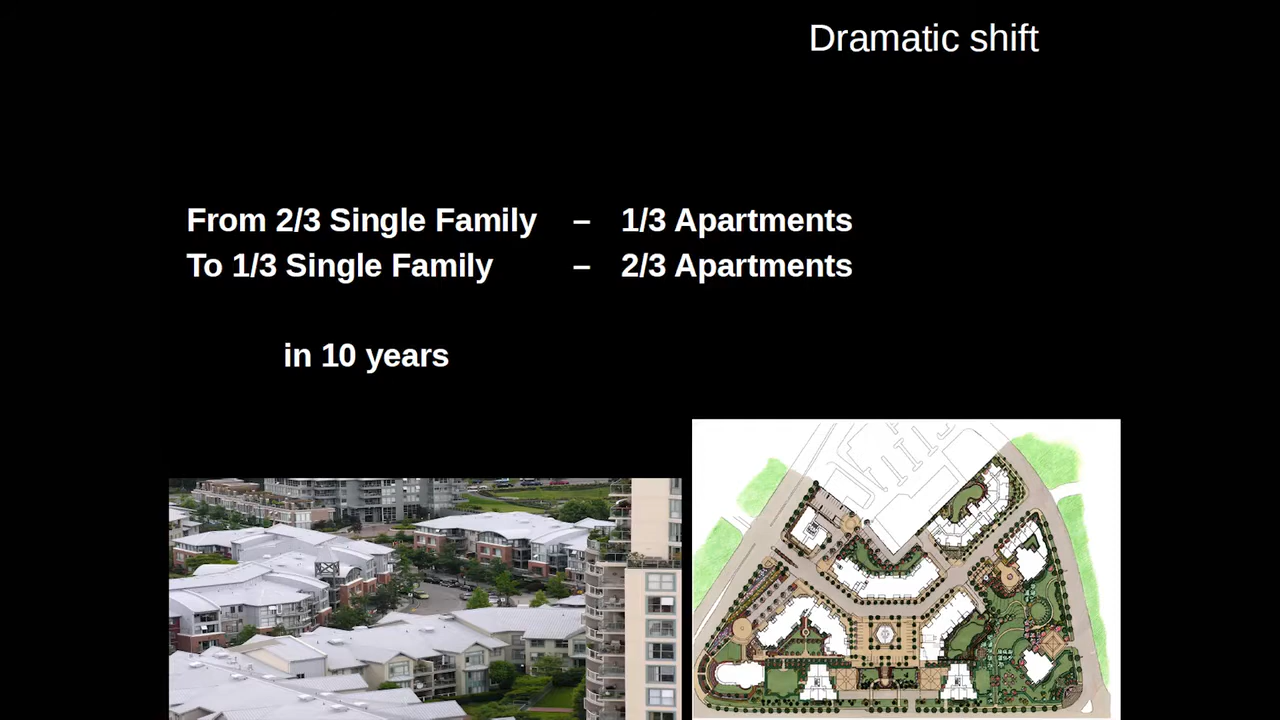 Dramatic shift
From 2/3 Single Family – 1/3 Apartments
To 1/3 Single Family – 2/3 Apartments
in 10 years